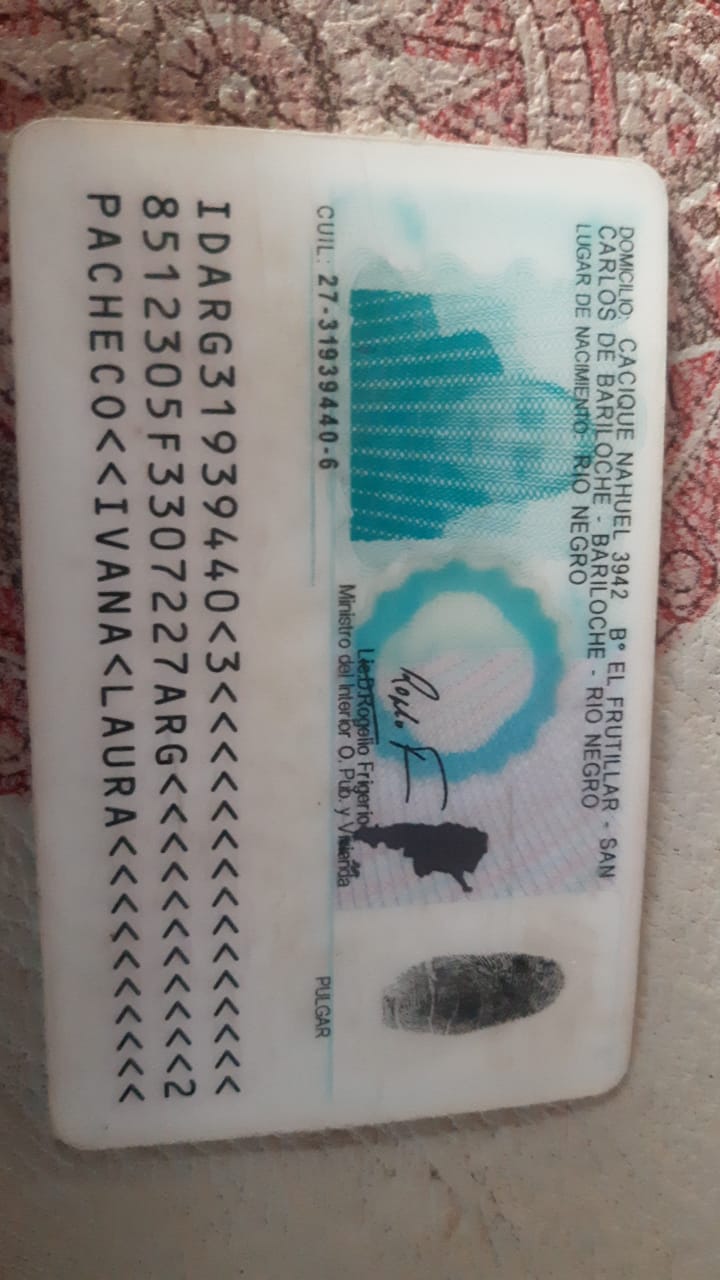 DOMICILIO: CACIQUE NAHUEL 3942 B° EL FRUTILLAR - SAN
CARLOS DE BARILOCHE - BARILOCHE - RIO NEGRO
LUGAR DE NACIMIENTO: RIO NEGRO
Lic. Rogelio Frigerio
Ministro del Interior O. Pub. y Vivienda
CUIL: 27-31939440-6
PULGAR
IDARG31939440<3<<<<<<<<<<<<<<<
8512305F3307227ARG<<<<<<<<<<<2
PACHECO<<IVANA<LAURA<<<<<<<<<<